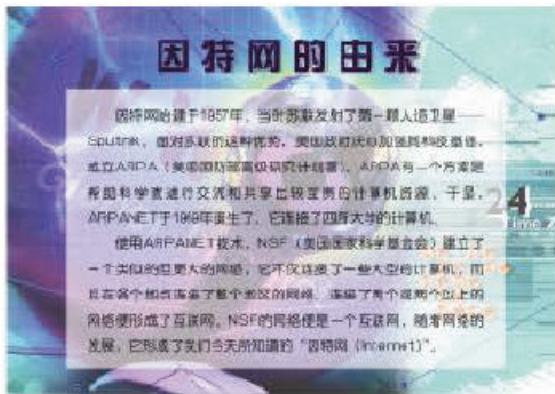 因特网的由来
因特网始建于1957年，当时苏联发射了第一颗人造卫星——
Sputnik，面对苏联的这种优势，美国政府决心加强其科技基础，
成立ARPA（美国国防部高级研究计划署）。ARPA有一个方案是
帮助科学家进行交流和共享比较宝贵的计算机资源，于是，
ARPANET于1969年诞生了，它连接了四所大学的计算机。
使用ARPANET技术，NSF（美国国家科学基金会）建立了
一个类似的但更大的网络，它不仅连接了一些大型的计算机，而
且在各个地点连接了整个地区的网络，连接了两个或两个以上的
网络便形成了互联网。NSF的网络便是一个互联网，随着网络的
发展，它形成了我们今天所知道的“因特网（Internet）”。
24